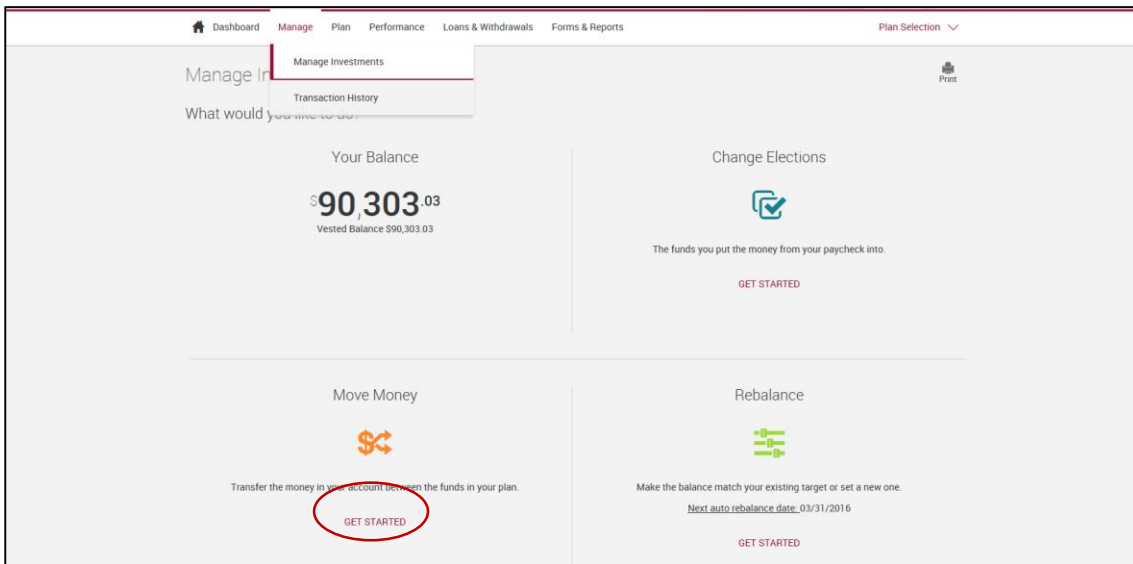 Dashboard Manage Plan Performance Loans & Withdrawals Forms & Reports Plan Selection
Manage Investments
Manage In
Print
Transaction History
What would you like to do?
Your Balance
$90,303.03
Vested Balance $90,303.03
Change Elections
The funds you put the money from your paycheck into.
GET STARTED
Move Money
Transfer the money in your account between the funds in your plan.
GET STARTED
Rebalance
Make the balance match your existing target or set a new one.
Next auto rebalance date: 03/31/2016
GET STARTED